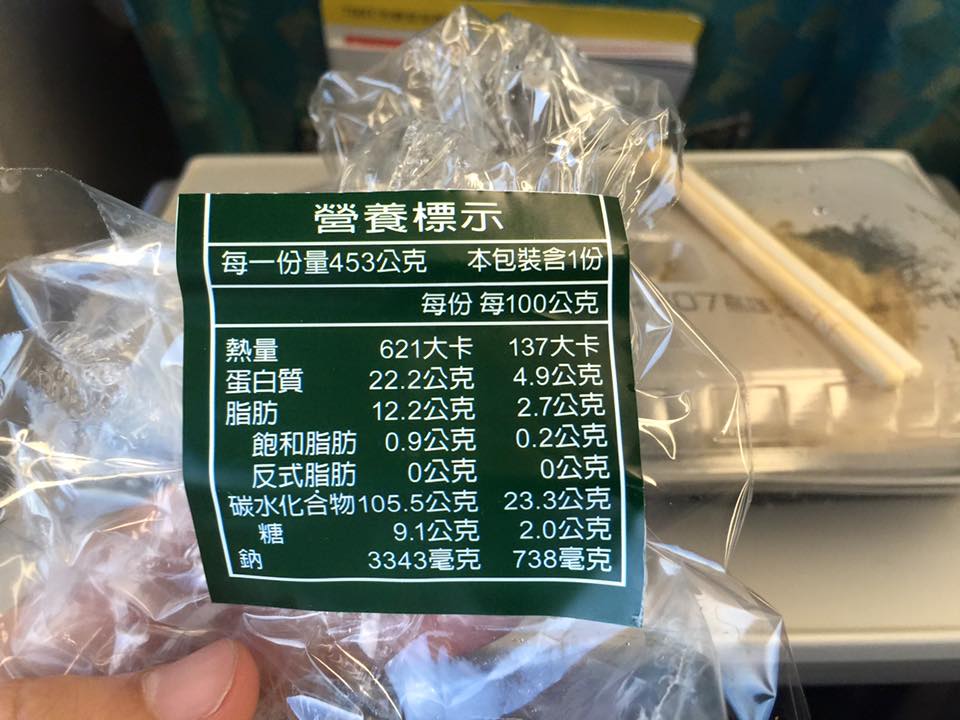 營養標示
每一份量453公克 本包裝含1份
每份 每100公克
熱量 621大卡 137大卡
蛋白質 22.2公克 4.9公克
脂肪 12.2公克 2.7公克
飽和脂肪 0.9公克 0.2公克
反式脂肪 0公克 0公克
碳水化合物105.5公克 23.3公克
糖 9.1公克 2.0公克
鈉 3343毫克 738毫克